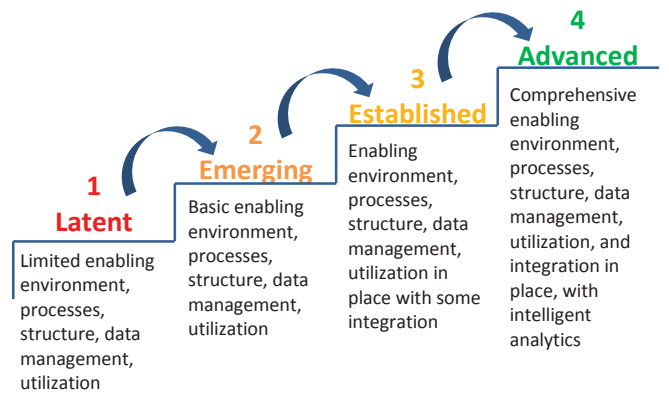 1
Latent
Limited enabling
environment,
processes,
structure, data
management,
utilization
2
Emerging
Basic enabling
environment,
processes,
structure, data
management,
utilization
3
Established
Enabling
environment,
processes,
structure, data
management,
utilization in
place with some
integration
4
Advanced
Comprehensive
enabling
environment,
processes,
structure, data
management,
utilization, and
integration in
place, with
intelligent
analytics